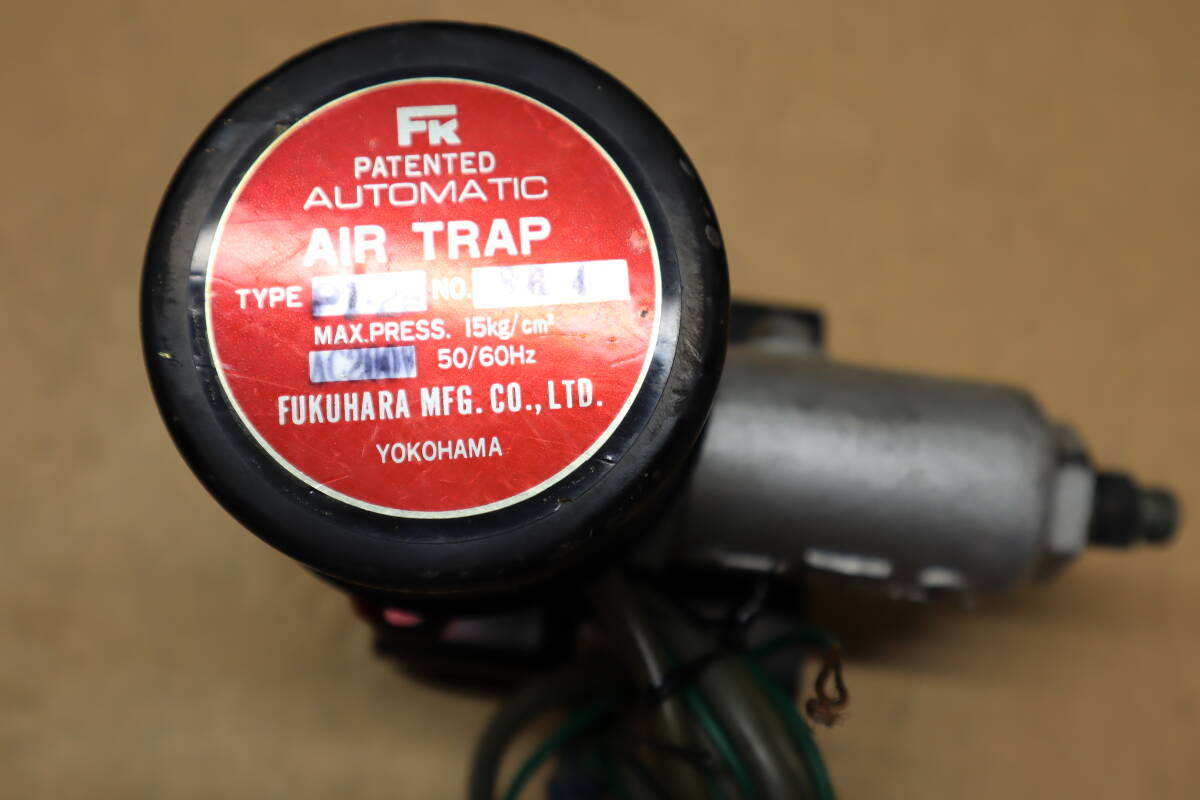 FK
PATENTED
AUTOMATIC
AIR TRAP
TYPE NO.
MAX.PRESS. 15kg/cm²
50/60Hz
FUKUHARA MFG. CO., LTD.
YOKOHAMA